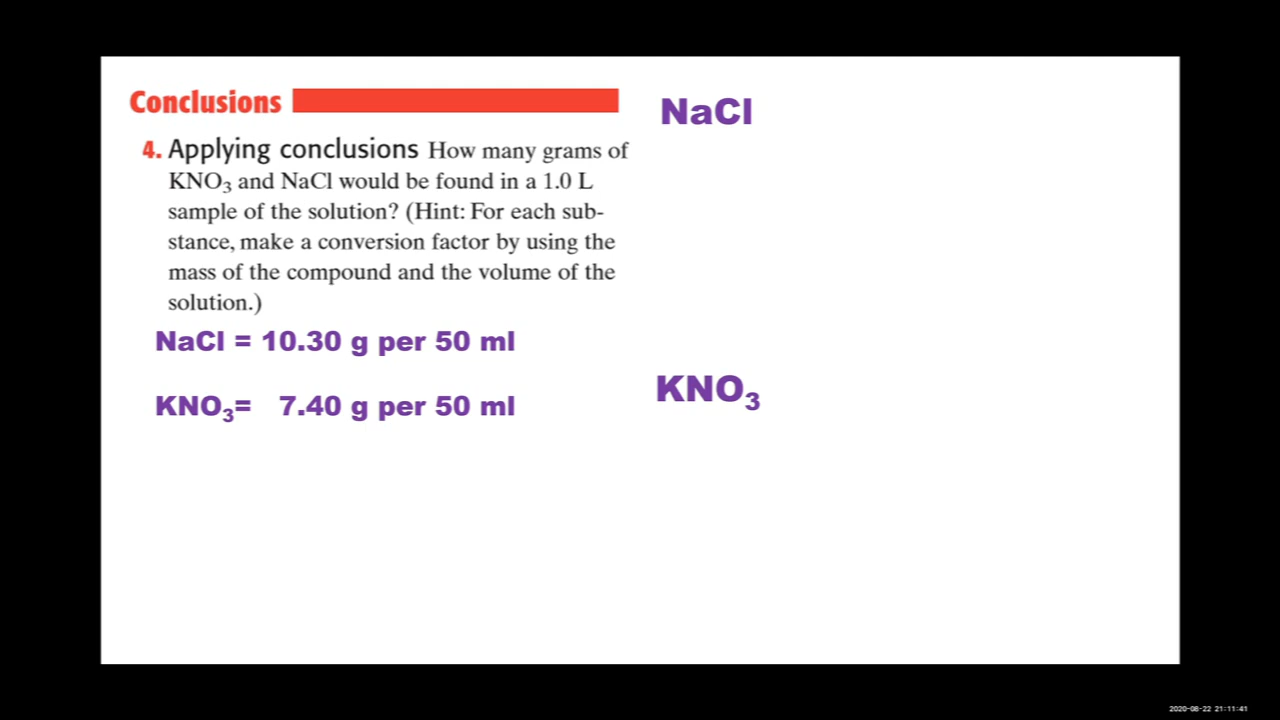 Conclusions
4. Applying conclusions How many grams of
KNO₃ and NaCl would be found in a 1.0 L
sample of the solution? (Hint: For each sub-
stance, make a conversion factor by using the
mass of the compound and the volume of the
solution.)
NaCl = 10.30 g per 50 ml
KNO₃= 7.40 g per 50 ml
NaCl
KNO₃
2020-08-22 21:11:41